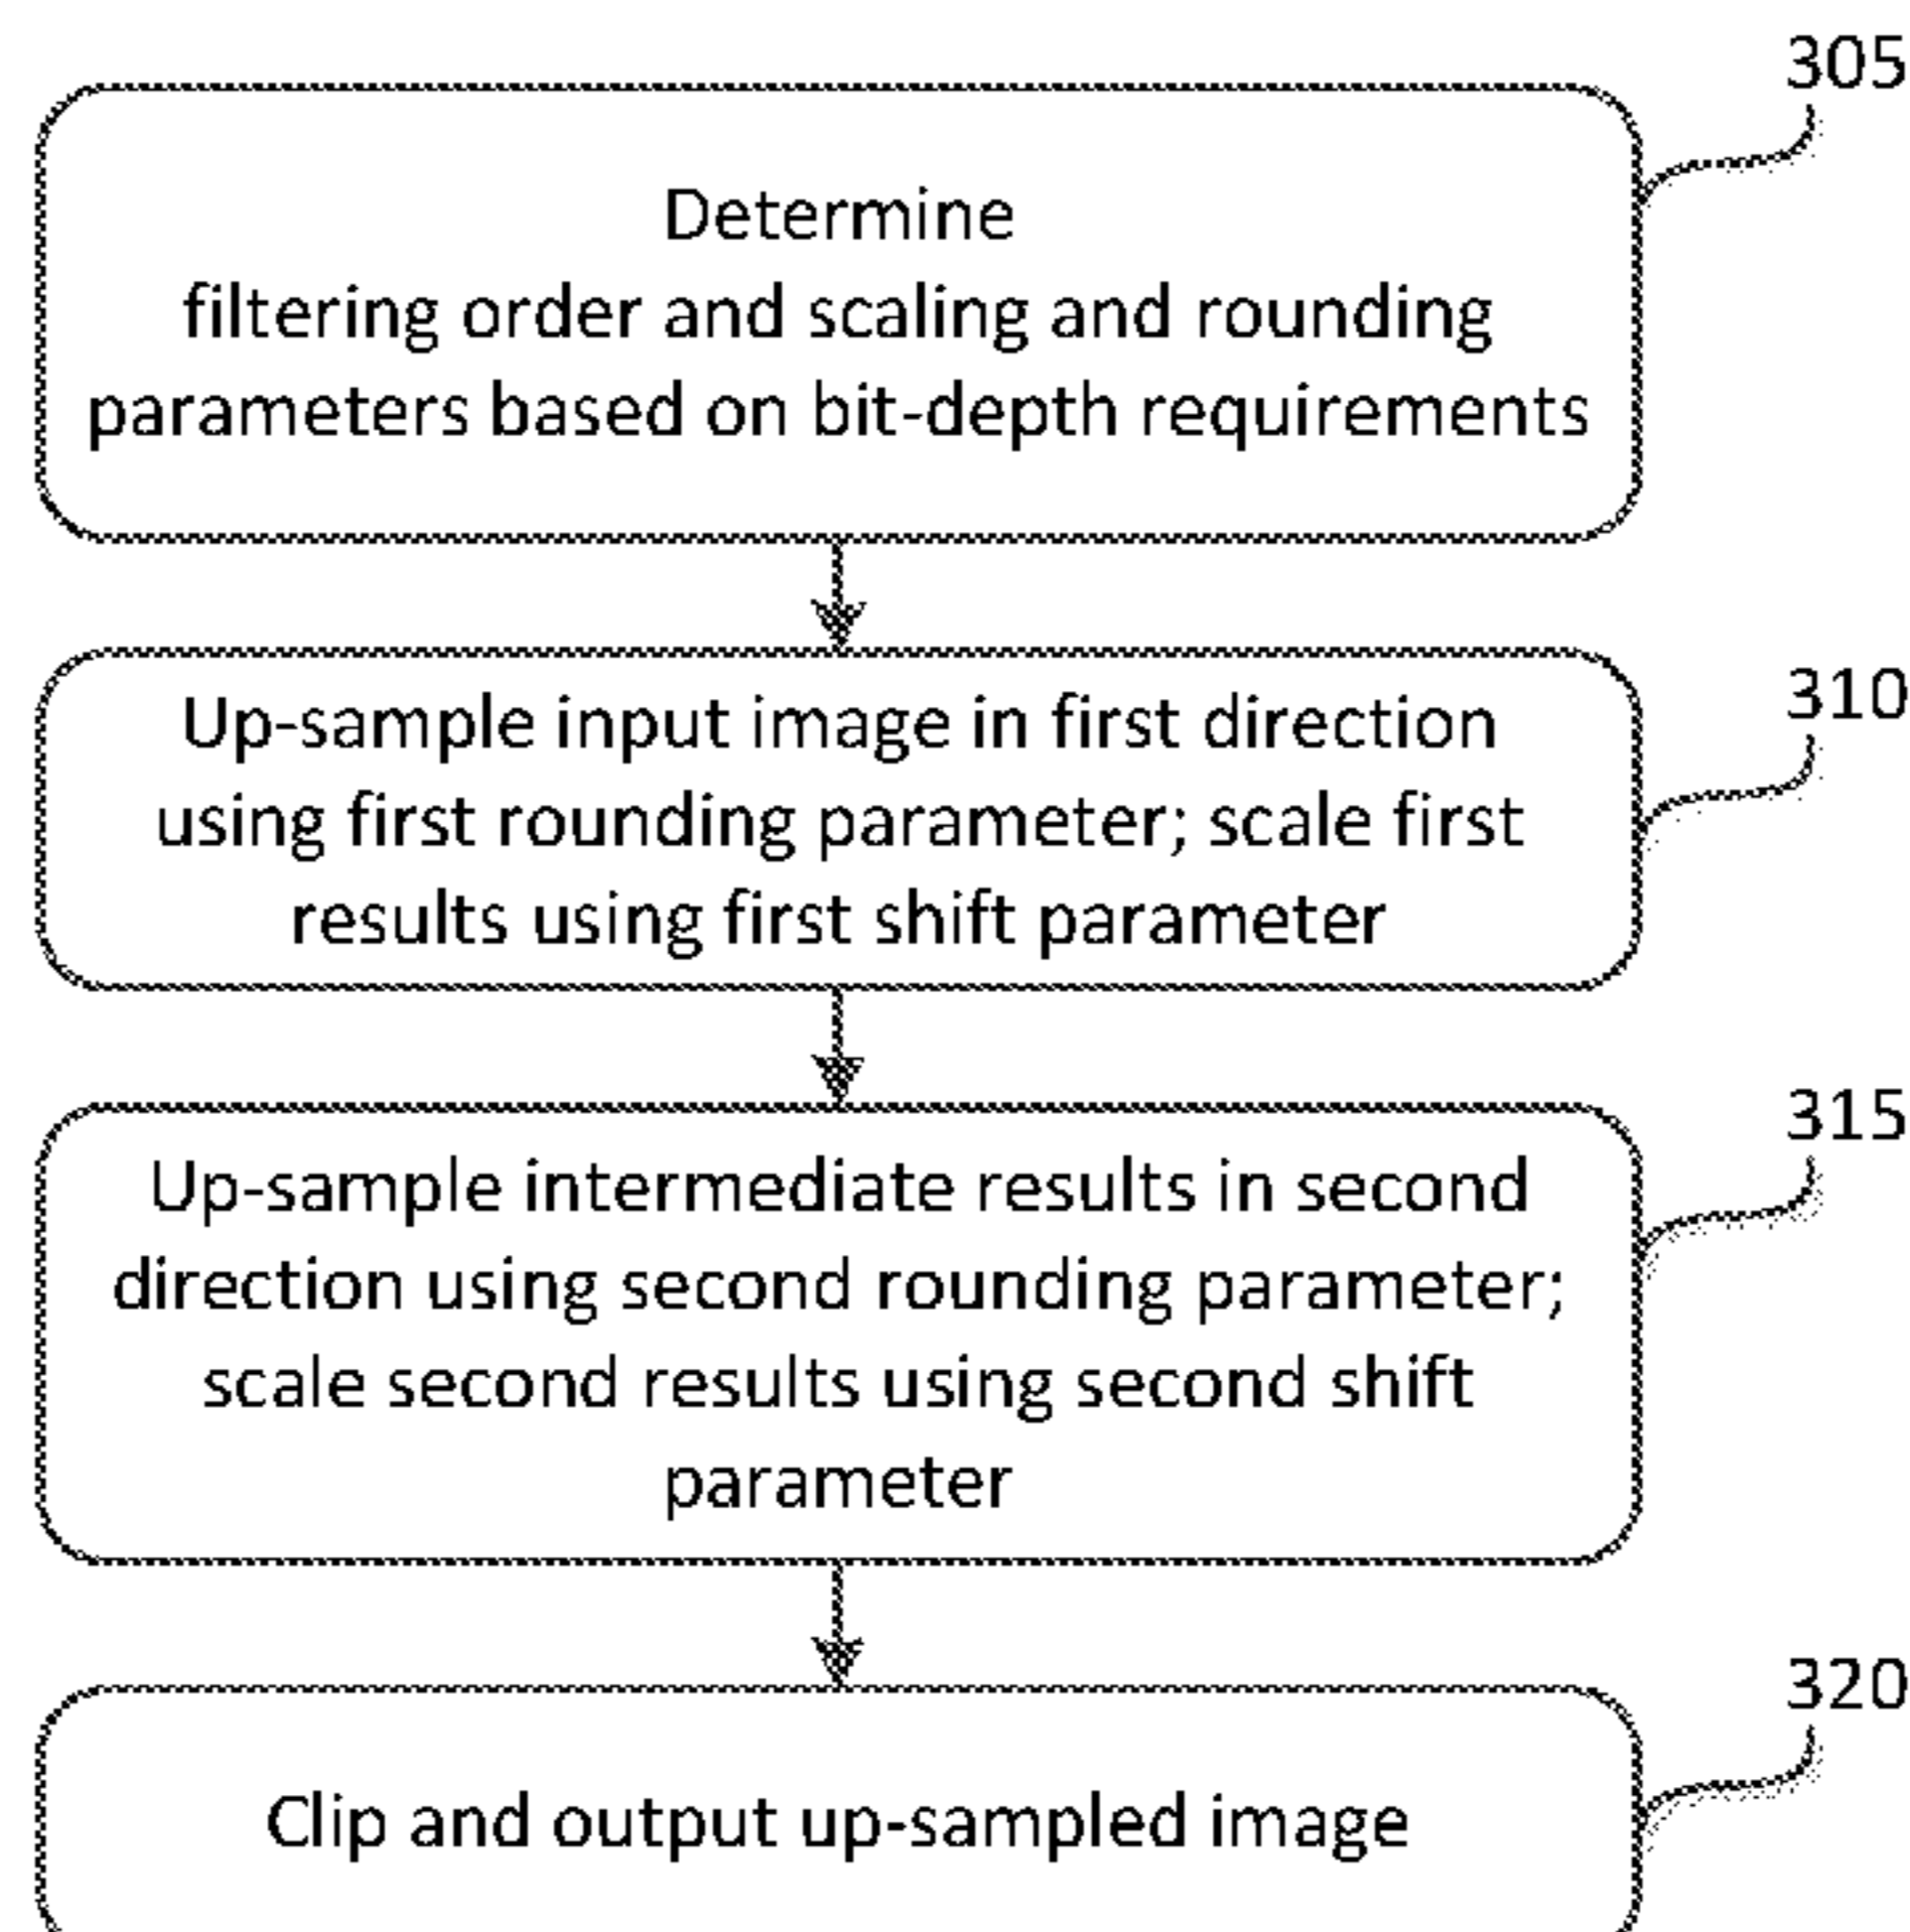 305
Determine
filtering order and scaling and rounding
parameters based on bit-depth requirements
310
Up-sample input image in first direction
using first rounding parameter; scale first
results using first shift parameter
315
Up-sample intermediate results in second
direction using second rounding parameter;
scale second results using second shift
parameter
320
Clip and output up-sampled image